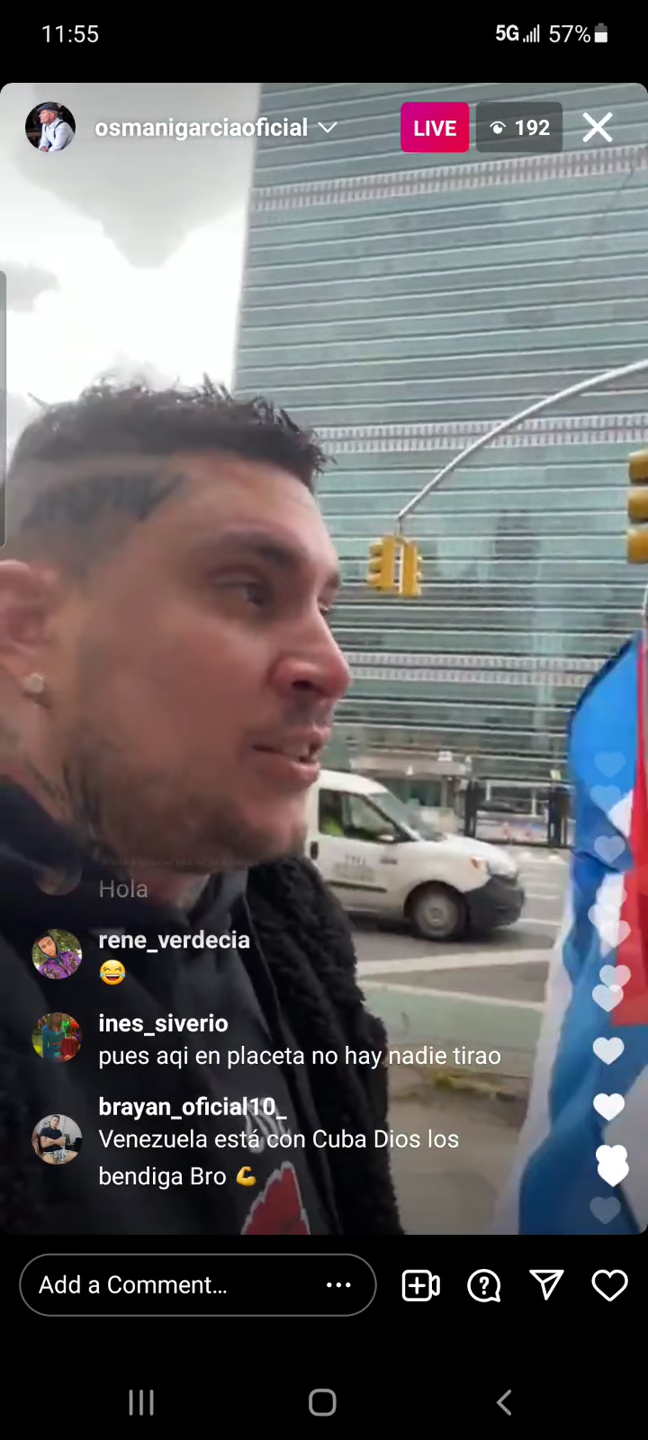 11:55
5G 57%
osmanigarciaoficial
LIVE
192
Hola
rene_verdecia
😂
ines_siverio
pues aqi en placeta no hay nadie tirao
brayan_oficial10_
Venezuela está con Cuba Dios los
bendiga Bro 💪
Add a Comment...